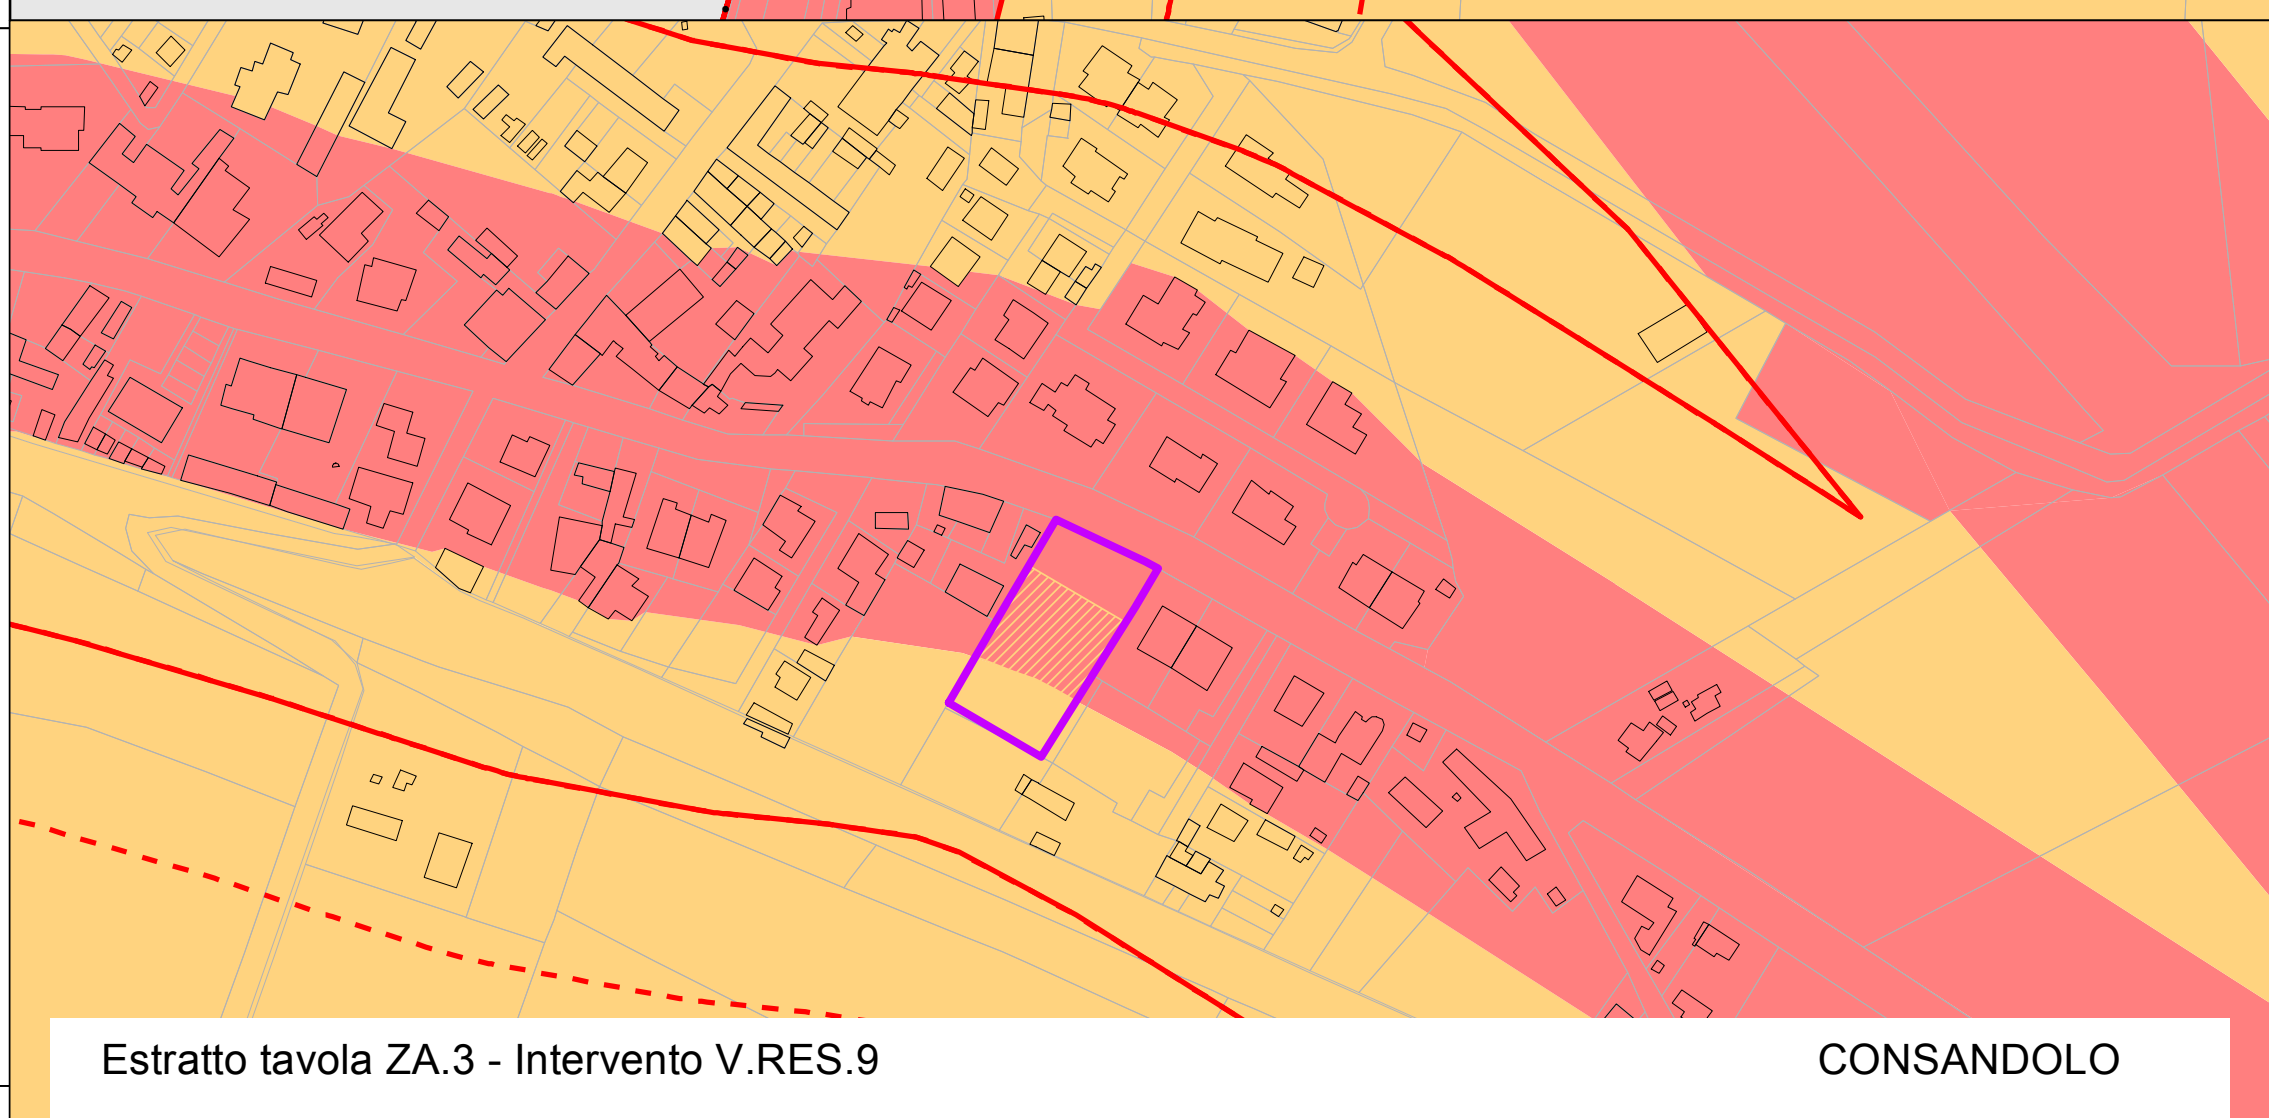 Estratto tavola ZA.3 - Intervento V.RES.9
CONSANDOLO